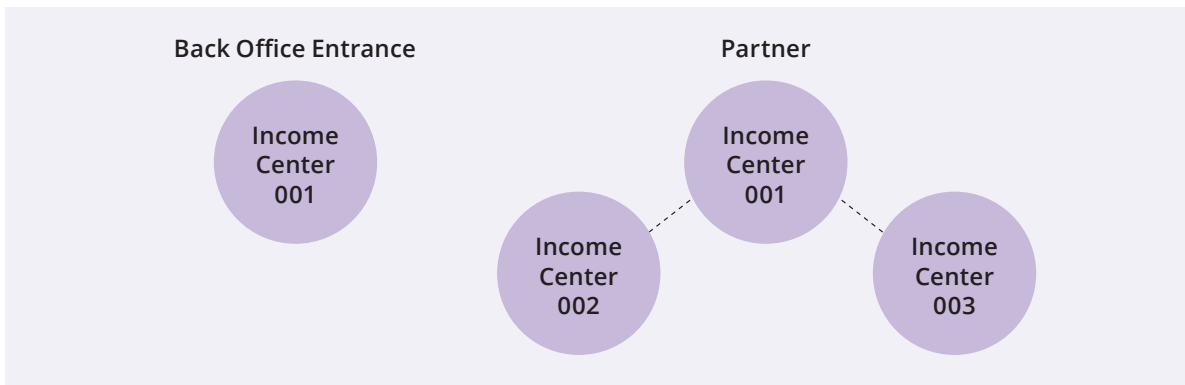 Back Office Entrance
Partner
Income
Center
001
Income
Center
001
Income
Center
002
Income
Center
003